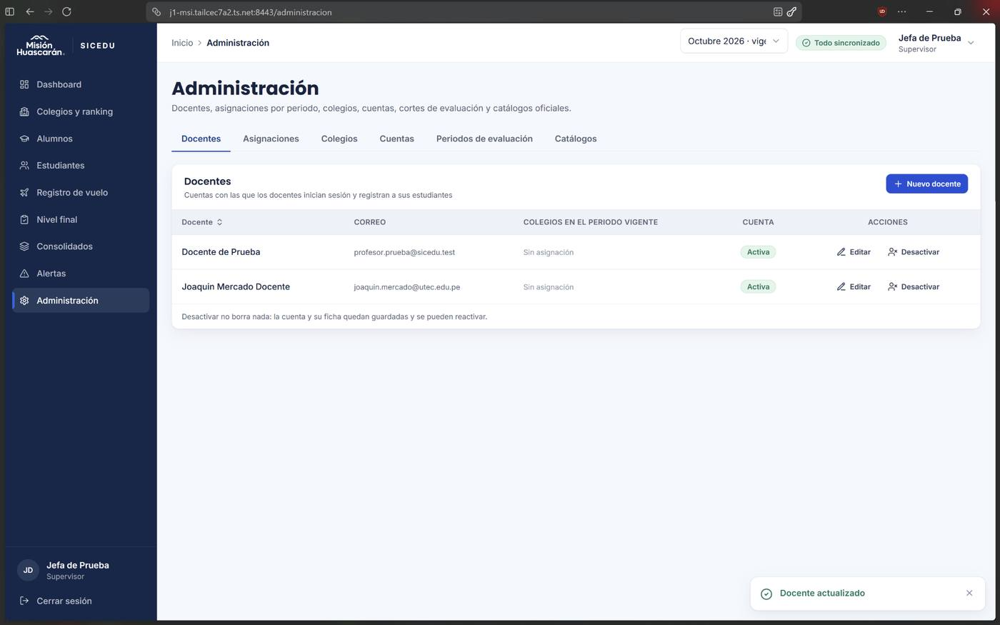 j1-msi.tailcec7a2.ts.net:8443/administracion
UD
Misión Huascarán.
SICEDU
Dashboard
Colegios y ranking
Alumnos
Estudiantes
Registro de vuelo
Nivel final
Consolidados
Alertas
Administración
JD
Jefa de Prueba
Supervisor
Cerrar sesión
Inicio > Administración
Octubre 2026 · vige
Todo sincronizado
Jefa de Prueba
Supervisor
Administración
Docentes, asignaciones por periodo, colegios, cuentas, cortes de evaluación y catálogos oficiales.
Docentes Asignaciones Colegios Cuentas Periodos de evaluación Catálogos
Docentes
Cuentas con las que los docentes inician sesión y registran a sus estudiantes
+ Nuevo docente
Docente CORREO COLEGIOS EN EL PERIODO VIGENTE CUENTA ACCIONES
Docente de Prueba profesor.prueba@sicedu.test Sin asignación Activa Editar Desactivar
Joaquin Mercado Docente joaquin.mercado@utec.edu.pe Sin asignación Activa Editar Desactivar
Desactivar no borra nada: la cuenta y su ficha quedan guardadas y se pueden reactivar.
Docente actualizado